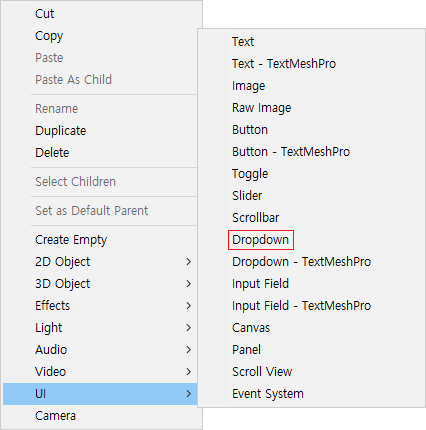 Cut
Copy
Paste
Paste As Child
Rename
Duplicate
Delete
Select Children
Set as Default Parent
Create Empty
2D Object
3D Object
Effects
Light
Audio
Video
UI
Camera
Text
Text - TextMeshPro
Image
Raw Image
Button
Button - TextMeshPro
Toggle
Slider
Scrollbar
Dropdown
Dropdown - TextMeshPro
Input Field
Input Field - TextMeshPro
Canvas
Panel
Scroll View
Event System